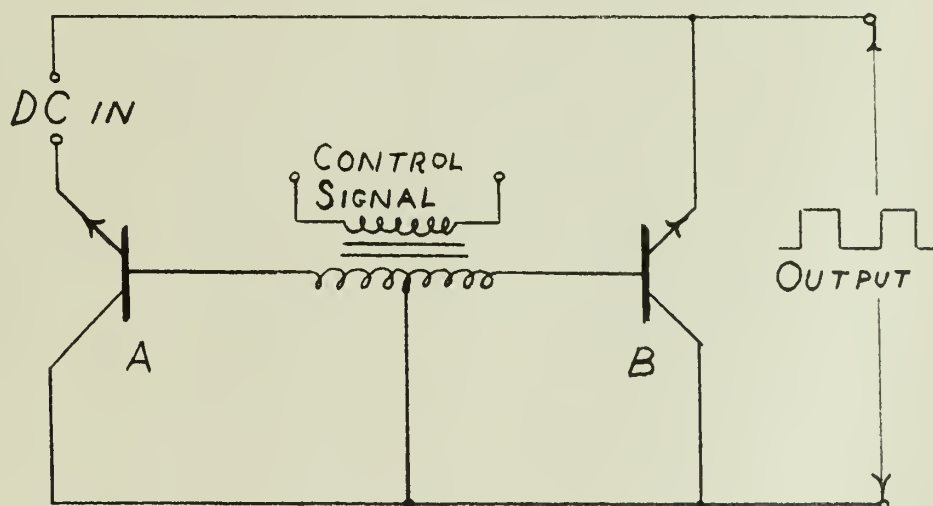 DC IN
CONTROL
SIGNAL
OUTPUT
A
B